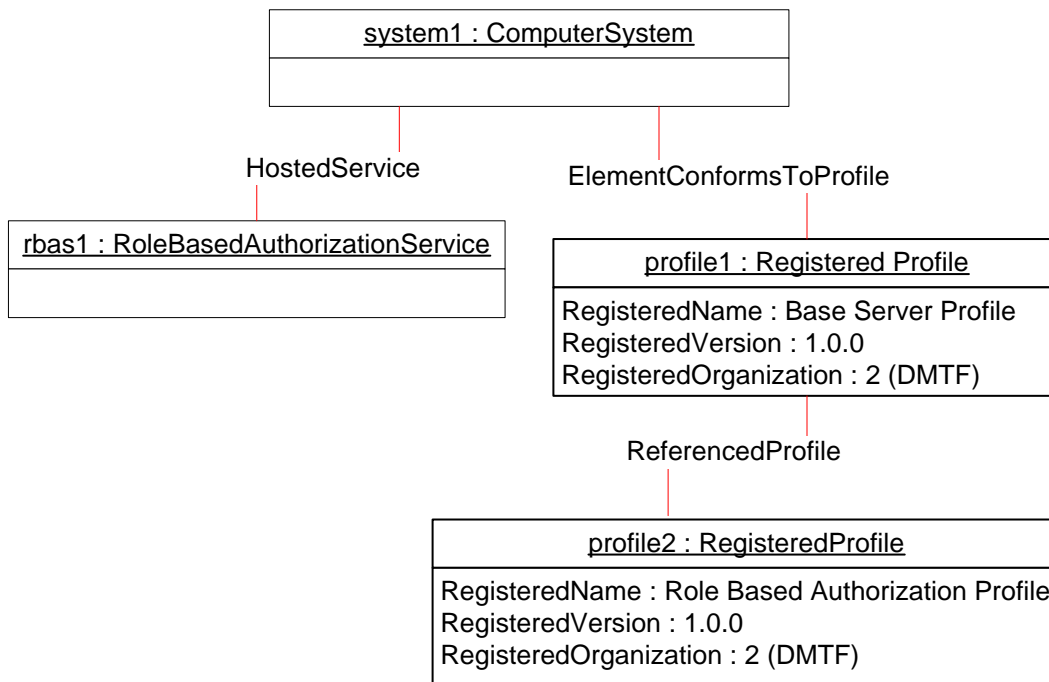 system1 : ComputerSystem
HostedService
ElementConformsToProfile
rbas1 : RoleBasedAuthorizationService
profile1 : Registered Profile
RegisteredName : Base Server Profile
RegisteredVersion : 1.0.0
RegisteredOrganization : 2 (DMTF)
ReferencedProfile
profile2 : RegisteredProfile
RegisteredName : Role Based Authorization Profile
RegisteredVersion : 1.0.0
RegisteredOrganization : 2 (DMTF)